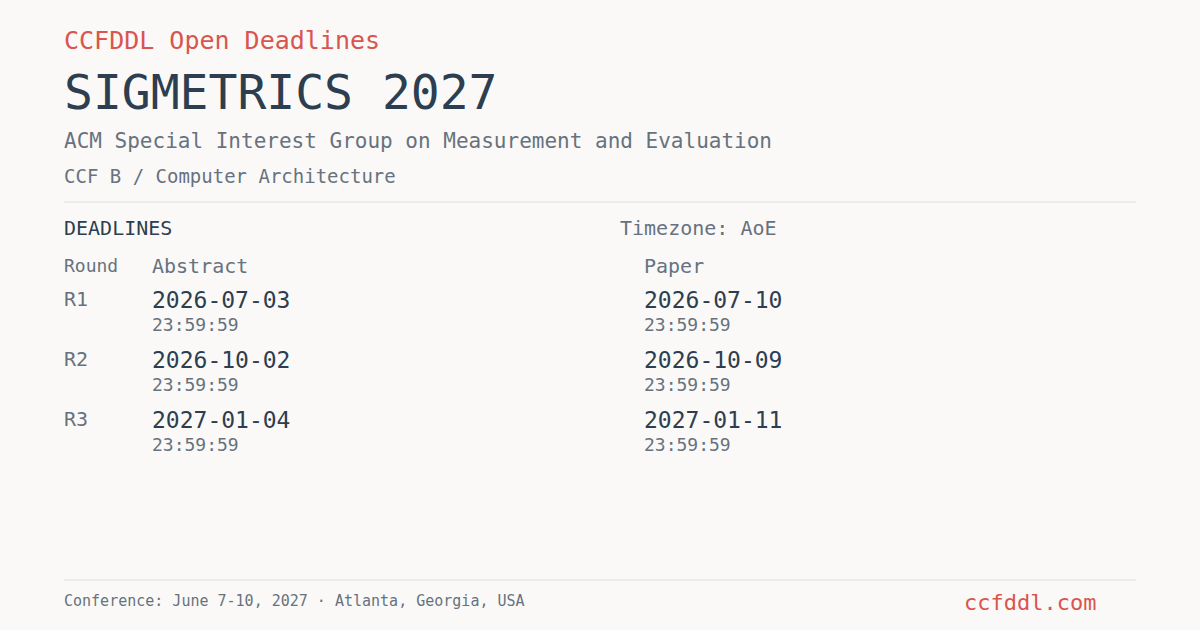 CCFDDL Open Deadlines
SIGMETRICS 2027
ACM Special Interest Group on Measurement and Evaluation
CCF B / Computer Architecture
DEADLINES Timezone: AoE
Round Abstract Paper
R1 2026-07-03 2026-07-10
23:59:59 23:59:59
R2 2026-10-02 2026-10-09
23:59:59 23:59:59
R3 2027-01-04 2027-01-11
23:59:59 23:59:59
Conference: June 7-10, 2027 · Atlanta, Georgia, USA ccfddl.com